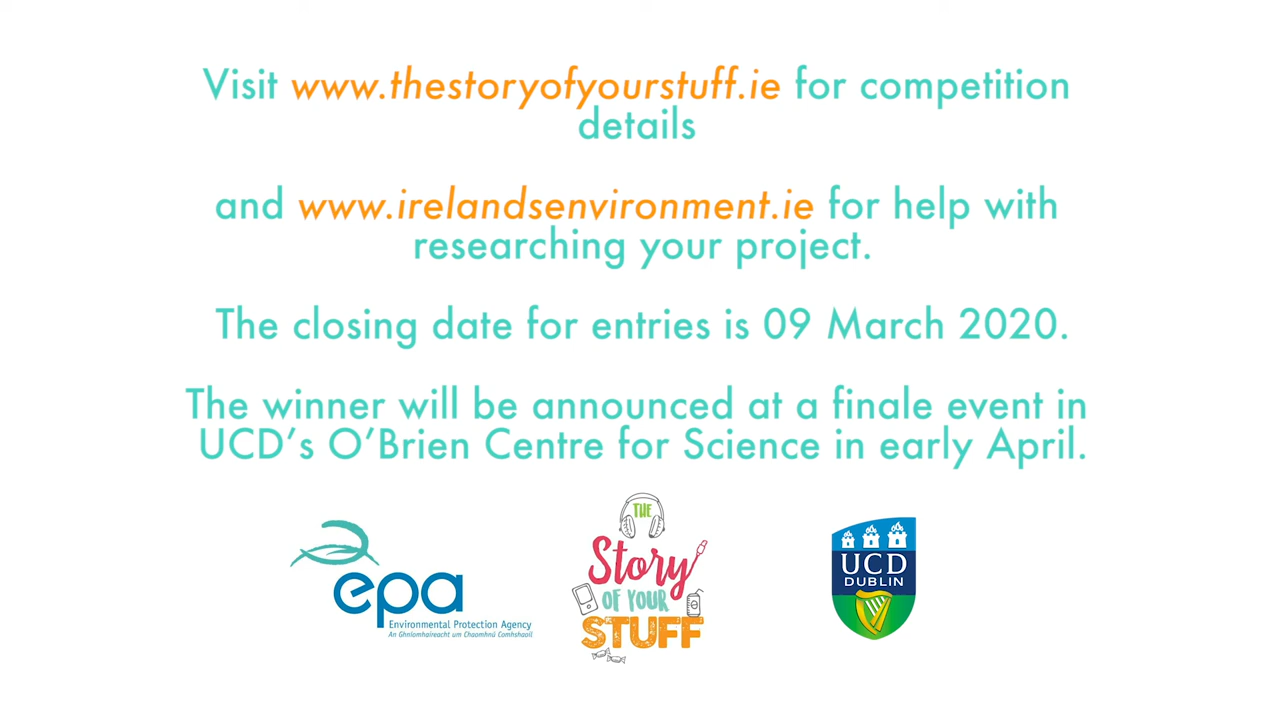 Visit www.thestoryofyourstuff.ie for competition
details
and www.irelandsenvironment.ie for help with
researching your project.
The closing date for entries is 09 March 2020.
The winner will be announced at a finale event in
UCD’s O’Brien Centre for Science in early April.
epa
Environmental Protection Agency
An Ghníomhaireacht um Chaomhnú Comhshaoil
THE
Story
OF YOUR
STUFF
UCD
DUBLIN